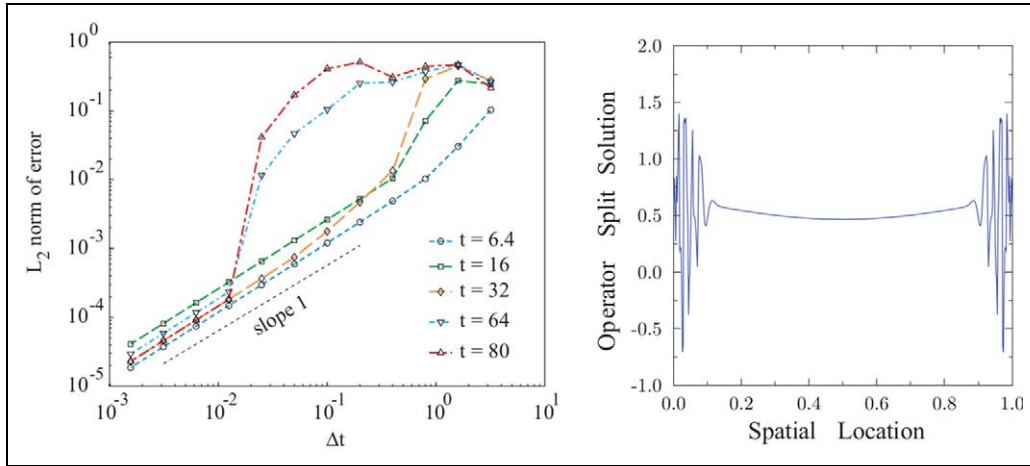 10^0
10^-1
10^-2
10^-3
10^-4
10^-5
L_2 norm of error
10^-3
10^-2
10^-1
10^0
10^1
Δt
slope 1
t = 6.4
t = 16
t = 32
t = 64
t = 80
2.0
1.5
1.0
0.5
0.0
-0.5
-1.0
Operator Split Solution
0.0 0.2 0.4 0.6 0.8 1.0
Spatial Location